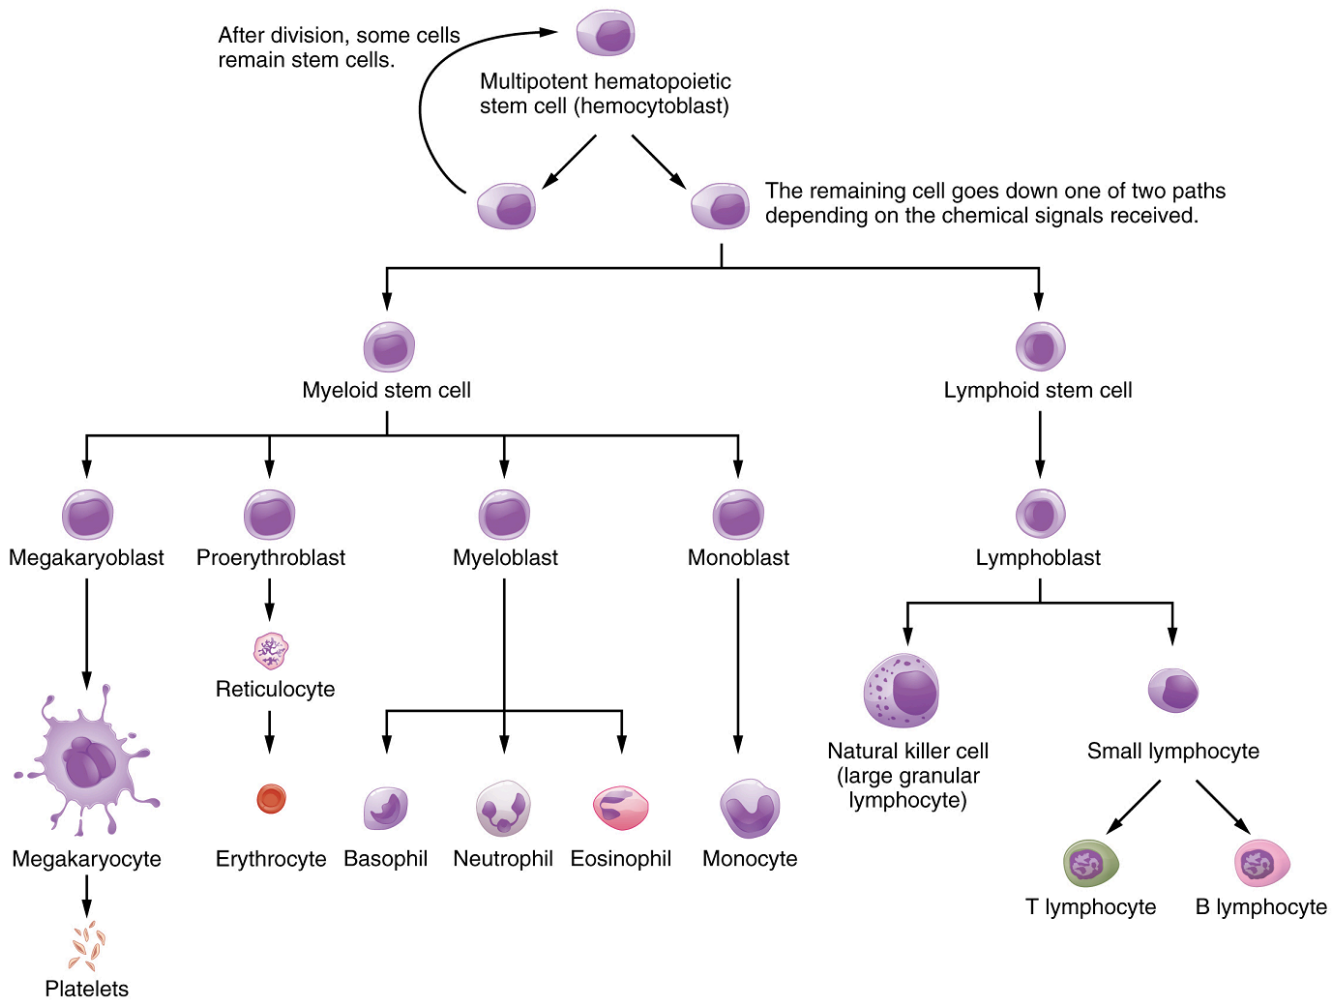 After division, some cells
remain stem cells.
Multipotent hematopoietic
stem cell (hemocytoblast)
The remaining cell goes down one of two paths
depending on the chemical signals received.
Myeloid stem cell
Lymphoid stem cell
Megakaryoblast
Proerythroblast
Myeloblast
Monoblast
Lymphoblast
Reticulocyte
Natural killer cell
(large granular
lymphocyte)
Small lymphocyte
Megakaryocyte
Erythrocyte
Basophil
Neutrophil
Eosinophil
Monocyte
T lymphocyte
B lymphocyte
Platelets